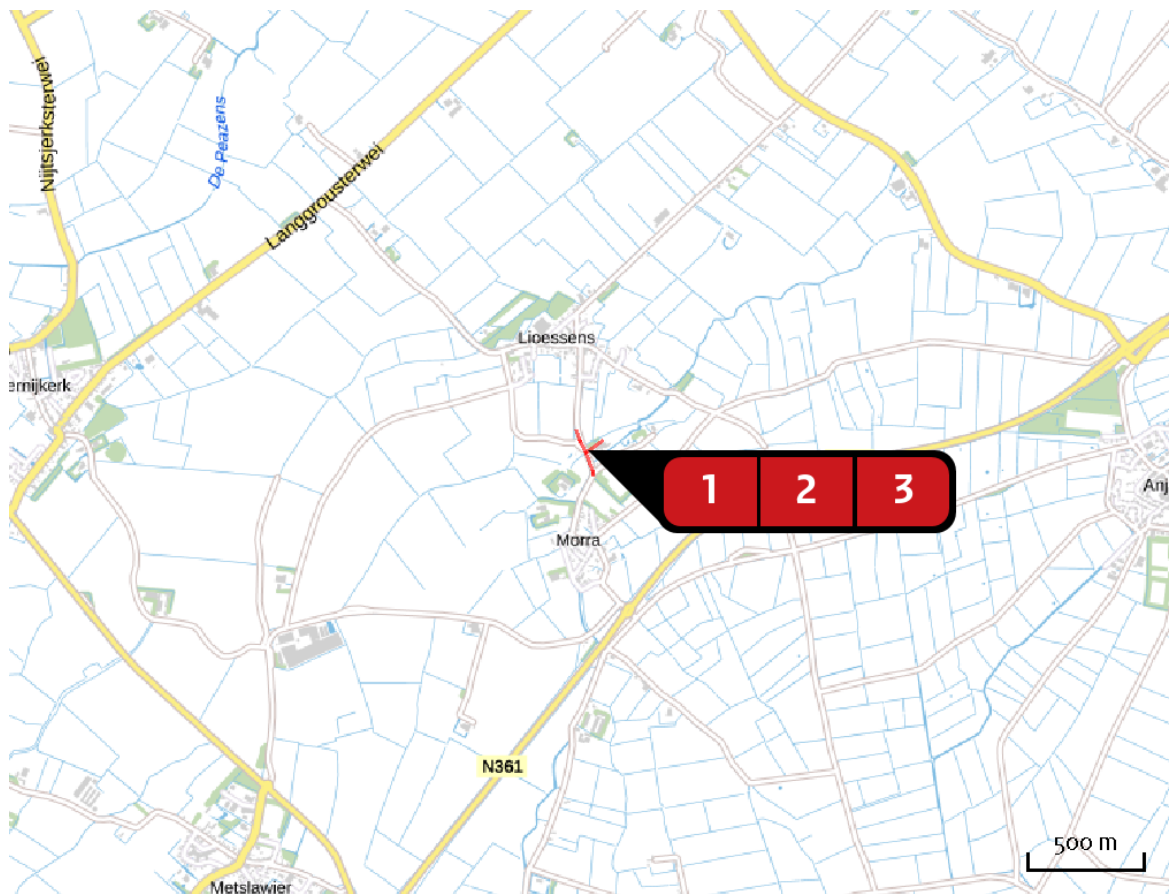 De Peazens
Nijtsjerksterwei
Langgrousterwei
Lioessens
ernijkerk
1 2 3
Anj
Morra
N361
500 m
Metslawier